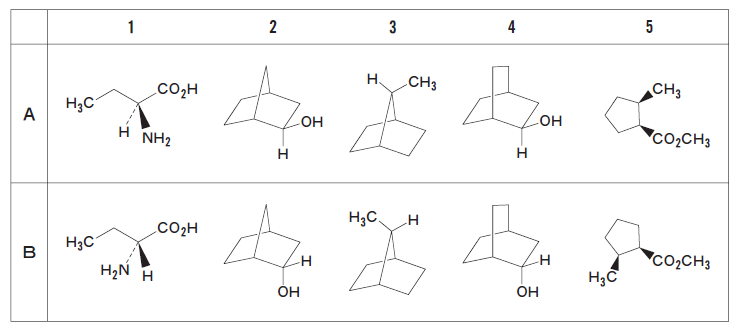 1 2 3 4 5
A
H₃C CO₂H H NH₂
OH H
H CH₃
OH H
CH₃ CO₂CH₃
B
H₃C CO₂H H₂N H
H OH
H₃C H
H OH
CO₂CH₃ H₃C